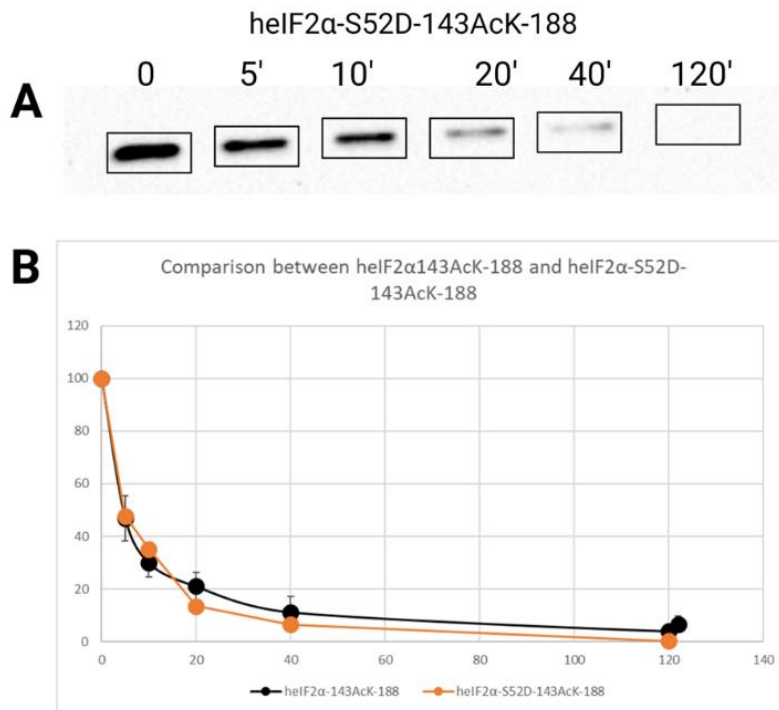 heIF2α-S52D-143AcK-188
0 5' 10' 20' 40' 120'
A
B
Comparison between heIF2α143AcK-188 and heIF2α-S52D-
143AcK-188
120
100
80
60
40
20
0
0 20 40 60 80 100 120 140
heIF2α-143AcK-188 heIF2α-S52D-143AcK-188